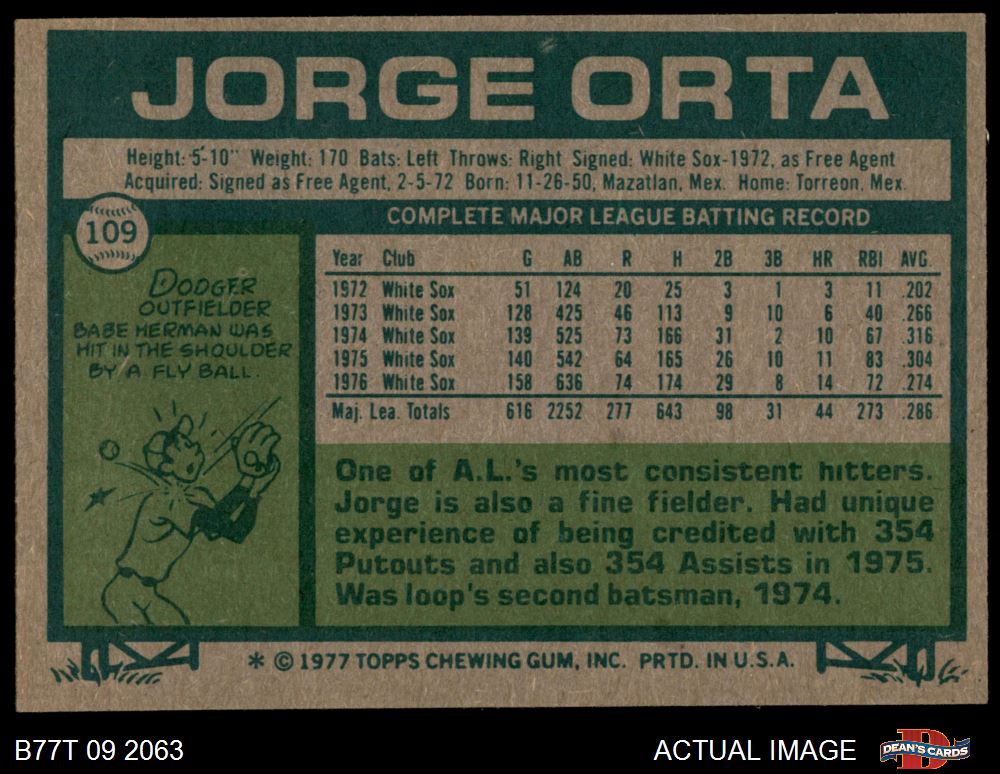 JORGE ORTA
Height: 5'-10" Weight: 170 Bats: Left Throws: Right Signed: White Sox-1972, as Free Agent
Acquired: Signed as Free Agent, 2-5-72 Born: 11-26-50, Mazatlan, Mex. Home: Torreon, Mex.
109
COMPLETE MAJOR LEAGUE BATTING RECORD
DODGER
OUTFIELDER
BABE HERMAN WAS
HIT IN THE SHOULDER
BY A FLY BALL.
Year Club G AB R H 2B 3B HR RBI AVG.
1972 White Sox 51 124 20 25 3 1 3 11 .202
1973 White Sox 128 425 46 113 9 10 6 40 .266
1974 White Sox 139 525 73 166 31 2 10 67 .316
1975 White Sox 140 542 64 165 26 10 11 83 .304
1976 White Sox 158 636 74 174 29 8 14 72 .274
Maj. Lea. Totals 616 2252 277 643 98 31 44 273 .286
One of A.L.'s most consistent hitters.
Jorge is also a fine fielder. Had unique
experience of being credited with 354
Putouts and also 354 Assists in 1975.
Was loop's second batsman, 1974.
* © 1977 TOPPS CHEWING GUM, INC. PRTD. IN U.S.A.
B77T 09 2063
ACTUAL IMAGE
DEAN'S CARDS